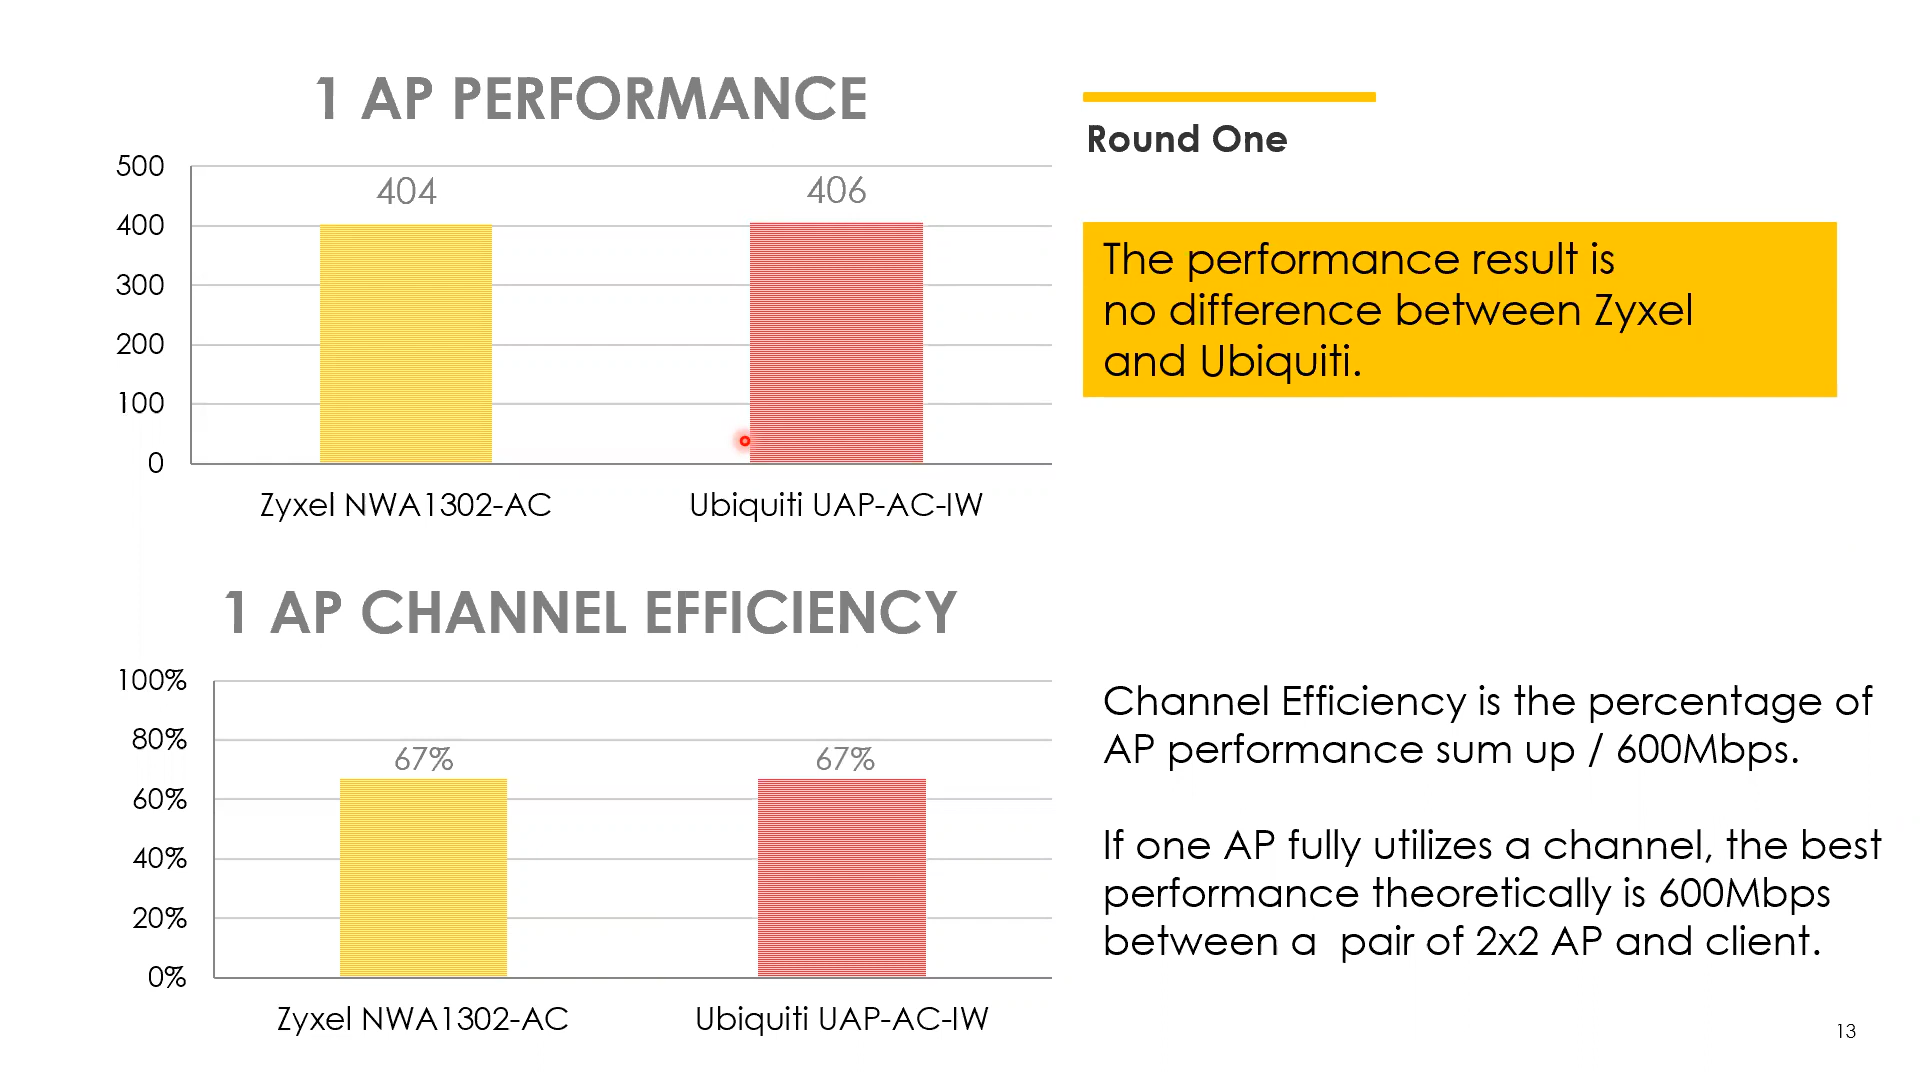 1 AP PERFORMANCE
500
400
300
200
100
0
404
406
Zyxel NWA1302-AC
Ubiquiti UAP-AC-IW
Round One
The performance result is
no difference between Zyxel
and Ubiquiti.
1 AP CHANNEL EFFICIENCY
100%
80%
60%
40%
20%
0%
67%
67%
Zyxel NWA1302-AC
Ubiquiti UAP-AC-IW
Channel Efficiency is the percentage of
AP performance sum up / 600Mbps.
If one AP fully utilizes a channel, the best
performance theoretically is 600Mbps
between a  pair of 2x2 AP and client.
13